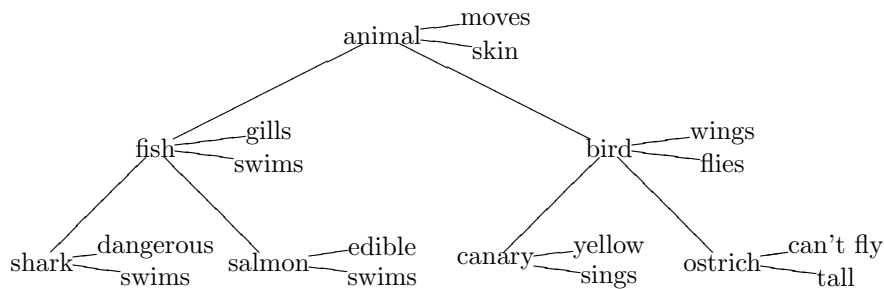 moves
animal
skin
gills
fish
swims
wings
bird
flies
dangerous
shark
swims
edible
salmon
swims
yellow
canary
sings
can't fly
ostrich
tall